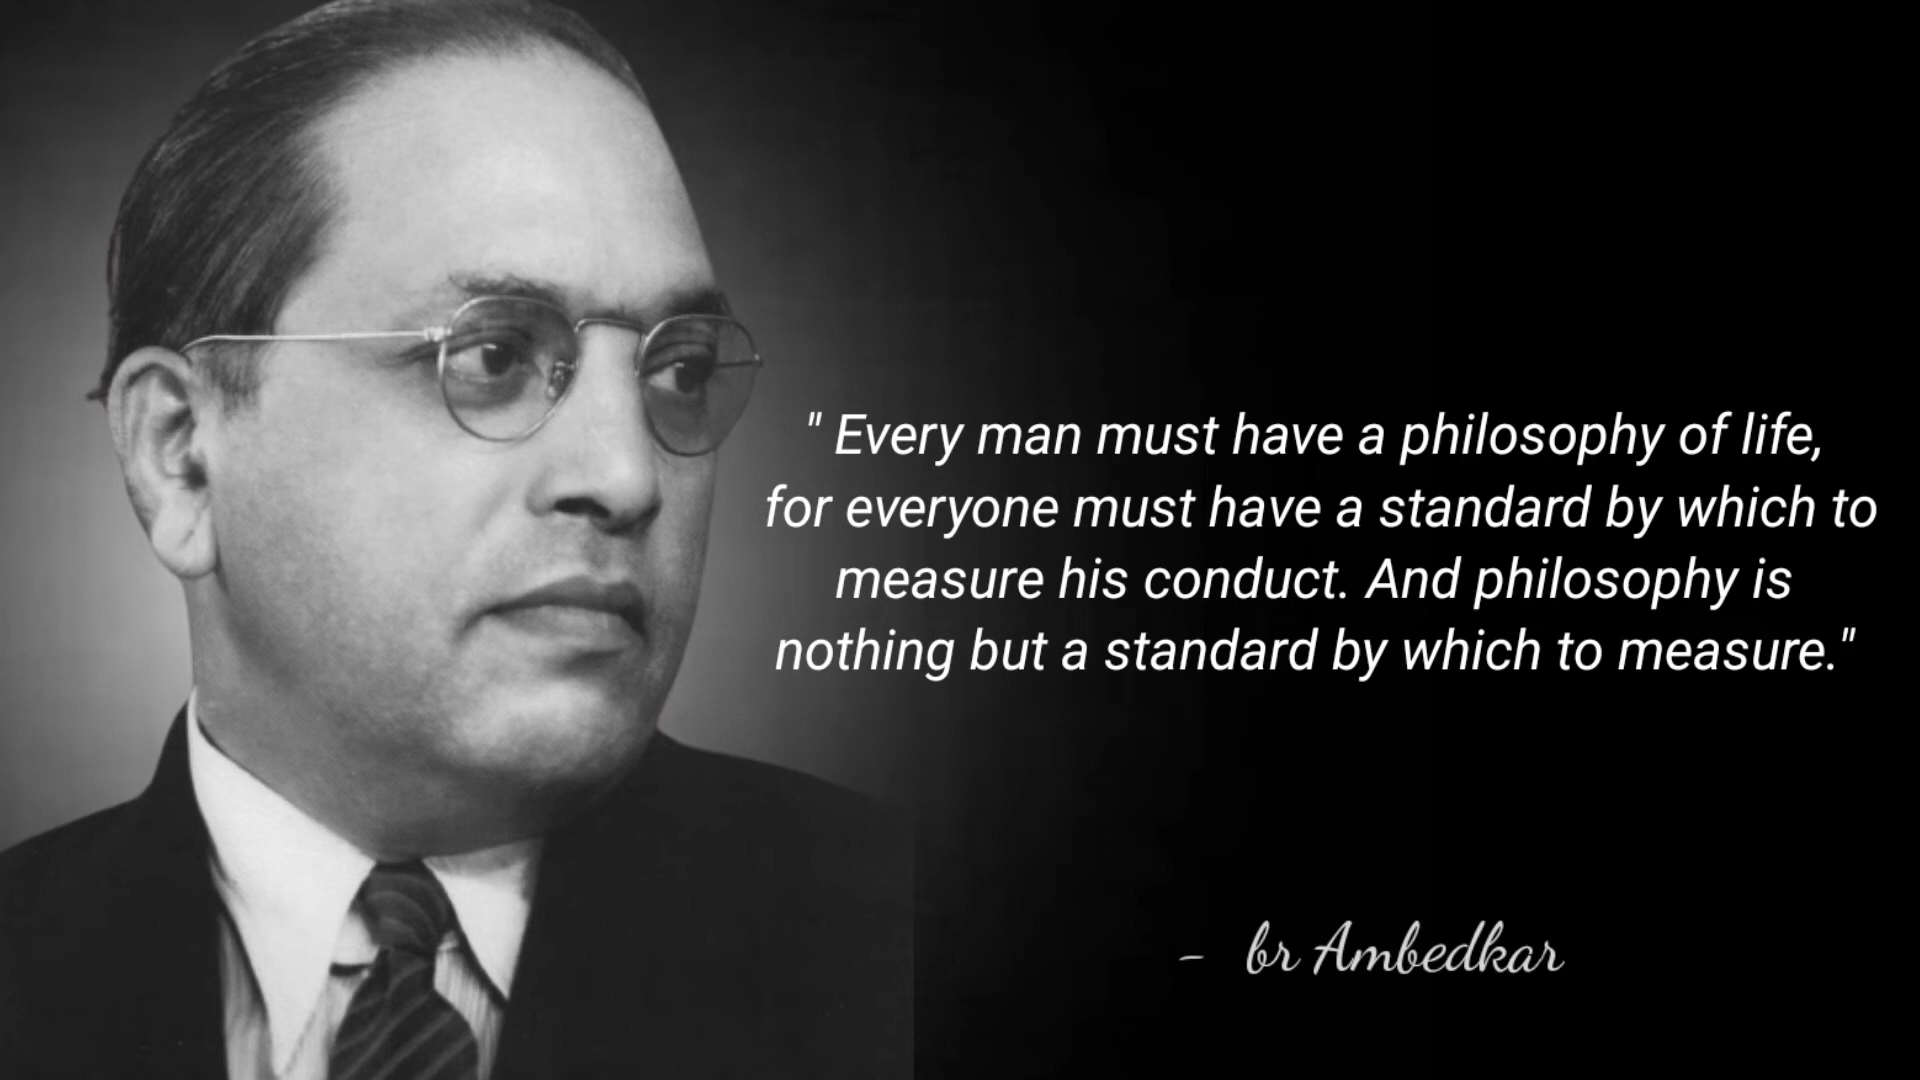 " Every man must have a philosophy of life,
for everyone must have a standard by which to
measure his conduct. And philosophy is
nothing but a standard by which to measure."
- br Ambedkar